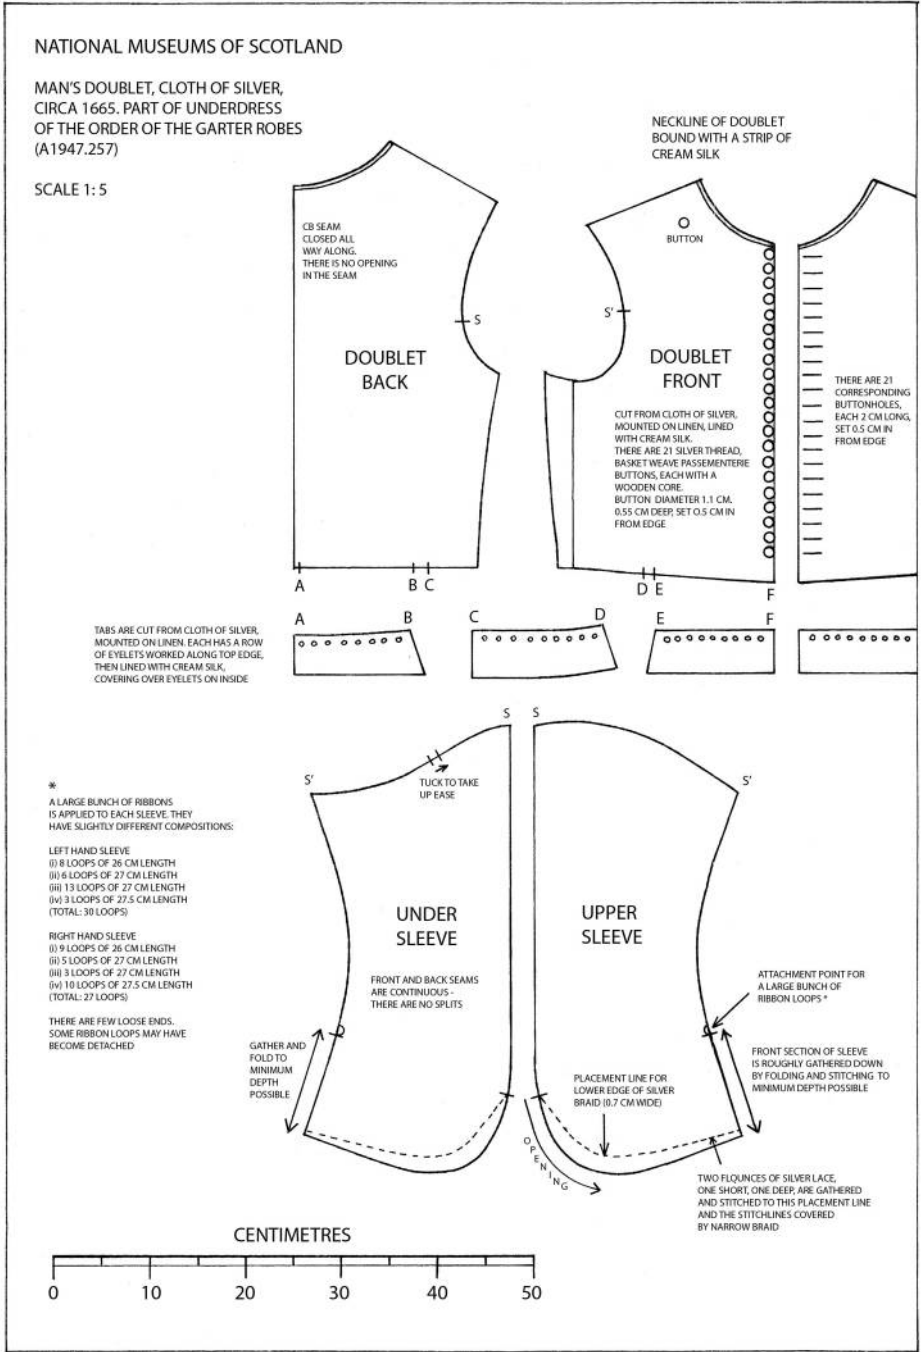 NATIONAL MUSEUMS OF SCOTLAND
MAN'S DOUBLET, CLOTH OF SILVER,
CIRCA 1665. PART OF UNDERDRESS
OF THE ORDER OF THE GARTER ROBES
(A1947.257)
SCALE 1: 5
NECKLINE OF DOUBLET
BOUND WITH A STRIP OF
CREAM SILK
CB SEAM
CLOSED ALL
WAY ALONG.
THERE IS NO OPENING
IN THE SEAM
S
DOUBLET
BACK
A
B
C
BUTTON
S'
DOUBLET
FRONT
CUT FROM CLOTH OF SILVER,
MOUNTED ON LINEN, LINED
WITH CREAM SILK.
THERE ARE 21 SILVER THREAD,
BASKET WEAVE PASSEMENTERIE
BUTTONS, EACH WITH A
WOODEN CORE.
BUTTON DIAMETER 1.1 CM.
0.55 CM DEEP, SET O.5 CM IN
FROM EDGE
D
E
F
THERE ARE 21
CORRESPONDING
BUTTONHOLES,
EACH 2 CM LONG,
SET 0.5 CM IN
FROM EDGE
TABS ARE CUT FROM CLOTH OF SILVER,
MOUNTED ON LINEN. EACH HAS A ROW
OF EYELETS WORKED ALONG TOP EDGE,
THEN LINED WITH CREAM SILK,
COVERING OVER EYELETS ON INSIDE
A
B
C
D
E
F
*
A LARGE BUNCH OF RIBBONS
IS APPLIED TO EACH SLEEVE. THEY
HAVE SLIGHTLY DIFFERENT COMPOSITIONS:
LEFT HAND SLEEVE
(i) 8 LOOPS OF 26 CM LENGTH
(ii) 6 LOOPS OF 27 CM LENGTH
(iii) 13 LOOPS OF 27 CM LENGTH
(iv) 3 LOOPS OF 27.5 CM LENGTH
(TOTAL: 30 LOOPS)
RIGHT HAND SLEEVE
(i) 9 LOOPS OF 26 CM LENGTH
(ii) 5 LOOPS OF 27 CM LENGTH
(iii) 3 LOOPS OF 27 CM LENGTH
(iv) 10 LOOPS OF 27.5 CM LENGTH
(TOTAL: 27 LOOPS)
THERE ARE FEW LOOSE ENDS.
SOME RIBBON LOOPS MAY HAVE
BECOME DETACHED
S'
S
TUCK TO TAKE
UP EASE
UNDER
SLEEVE
FRONT AND BACK SEAMS
ARE CONTINUOUS -
THERE ARE NO SPLITS
GATHER AND
FOLD TO
MINIMUM
DEPTH
POSSIBLE
S
S'
UPPER
SLEEVE
ATTACHMENT POINT FOR
A LARGE BUNCH OF
RIBBON LOOPS *
FRONT SECTION OF SLEEVE
IS ROUGHLY GATHERED DOWN
BY FOLDING AND STITCHING TO
MINIMUM DEPTH POSSIBLE
PLACEMENT LINE FOR
LOWER EDGE OF SILVER
BRAID (0.7 CM WIDE)
OPENING
TWO FLOUNCES OF SILVER LACE,
ONE SHORT, ONE DEEP, ARE GATHERED
AND STITCHED TO THIS PLACEMENT LINE
AND THE STITCHLINES COVERED
BY NARROW BRAID
CENTIMETRES
0 10 20 30 40 50